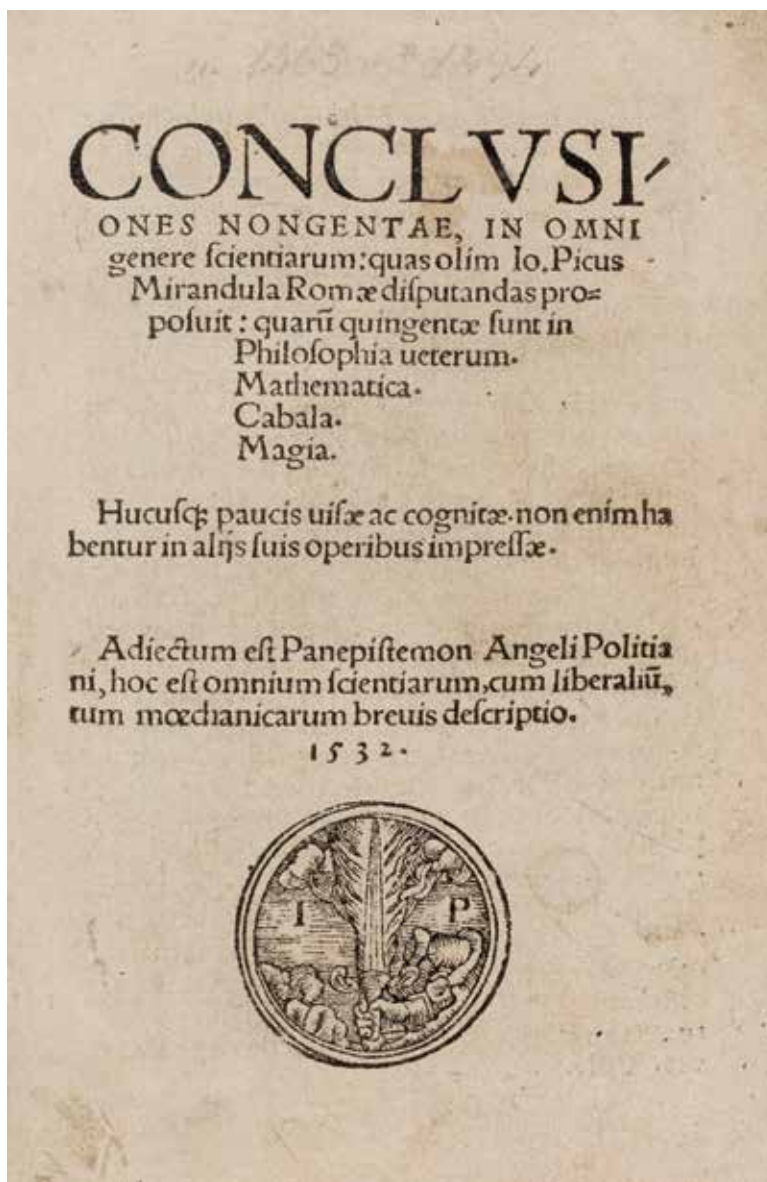 CONCLVSI-
ONES NONGENTAE, IN OMNI
genere ſcientiarum: quas olim Io. Picus
Mirandula Romæ diſputandas pro=
poſuit: quarũ quingentæ ſunt in
Philoſophia ueterum.
Mathematica.
Cabala.
Magia.
Hucuſq; paucis uiſæ ac cognitæ. non enim ha
bentur in alijs ſuis operibus impreſſæ.
Adiectum eſt Panepiſtemon Angeli Politia
ni, hoc eſt omnium ſcientiarum, cum liberaliũ,
tum mœchanicarum breuis deſcriptio.
1532.
I P